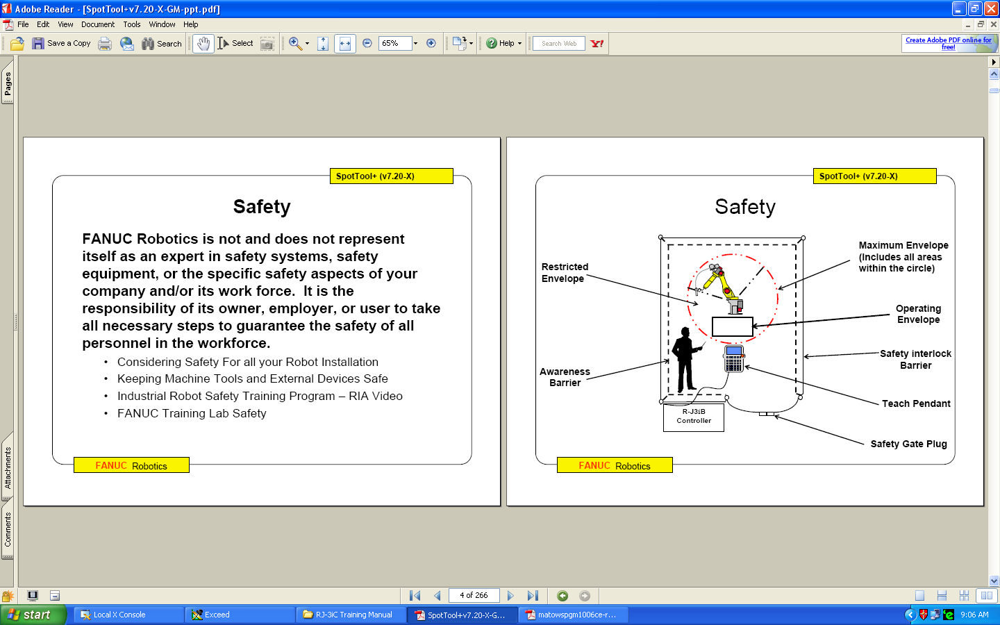 Adobe Reader - [SpotTool+v7.20-X-GM-ppt.pdf]
File Edit View Document Tools Window Help
Save a Copy Search Select 65% Help Search Web Y!
Create Adobe PDF online for
free!
Pages
Attachments
Comments
SpotTool+ (v7.20-X)
Safety
FANUC Robotics is not and does not represent
itself as an expert in safety systems, safety
equipment, or the specific safety aspects of your
company and/or its work force. It is the
responsibility of its owner, employer, or user to take
all necessary steps to guarantee the safety of all
personnel in the workforce.
• Considering Safety For all your Robot Installation
• Keeping Machine Tools and External Devices Safe
• Industrial Robot Safety Training Program – RIA Video
• FANUC Training Lab Safety
FANUC Robotics
SpotTool+ (v7.20-X)
Safety
Restricted
Envelope
Maximum Envelope
(Includes all areas
within the circle)
Operating
Envelope
Safety interlock
Barrier
Awareness
Barrier
Teach Pendant
R-J3iB
Controller
Safety Gate Plug
FANUC Robotics
4 of 266
start Local X Console Exceed RJ-3iC Training Manual SpotTool+v7.20-X-G... matowspgm1006ce-r... 9:06 AM